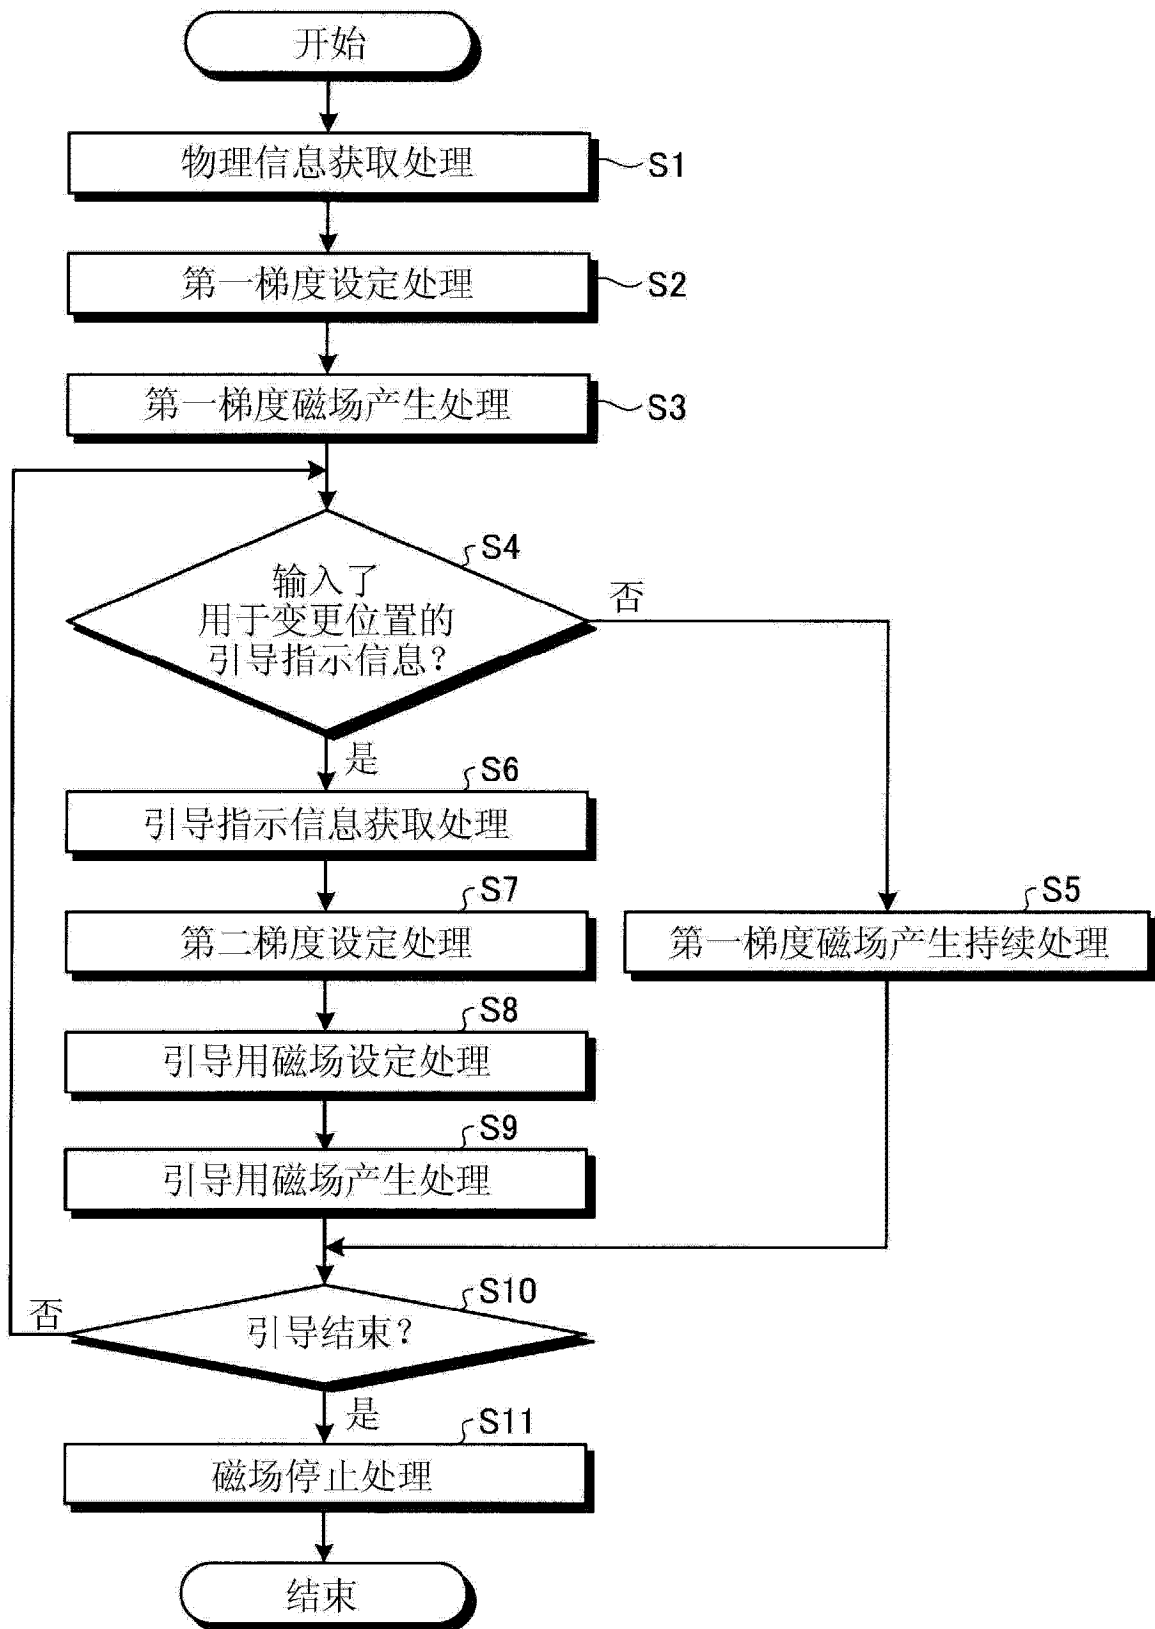 开始
物理信息获取处理
S1
第一梯度设定处理
S2
第一梯度磁场产生处理
S3
S4
输入了
用于变更位置的
引导指示信息？
否
是
S6
引导指示信息获取处理
S7
第二梯度设定处理
S5
第一梯度磁场产生持续处理
S8
引导用磁场设定处理
S9
引导用磁场产生处理
S10
引导结束？
否
是
S11
磁场停止处理
结束